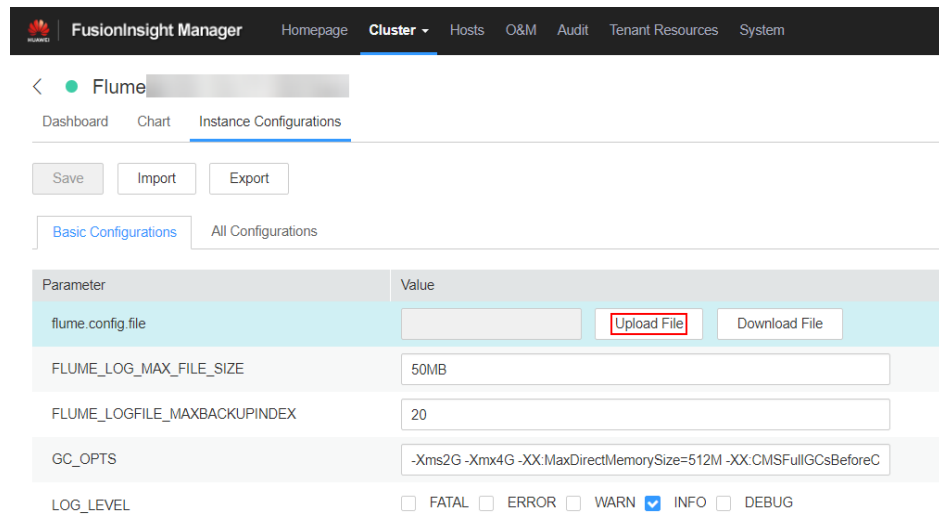 HUAWEI FusionInsight Manager Homepage Cluster Hosts O&M Audit Tenant Resources System
Flume
Dashboard Chart Instance Configurations
Save Import Export
Basic Configurations All Configurations
Parameter Value
flume.config.file Upload File Download File
FLUME_LOG_MAX_FILE_SIZE 50MB
FLUME_LOGFILE_MAXBACKUPINDEX 20
GC_OPTS -Xms2G -Xmx4G -XX:MaxDirectMemorySize=512M -XX:CMSFullGCsBeforeC
LOG_LEVEL FATAL ERROR WARN INFO DEBUG